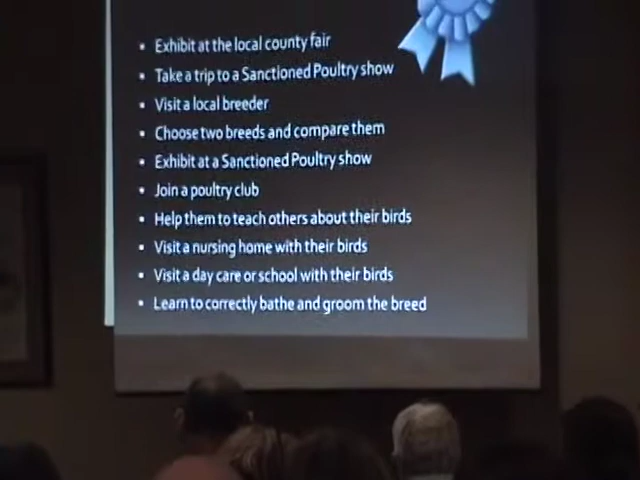 ▪ Exhibit at the local county fair
▪ Take a trip to a Sanctioned Poultry show
▪ Visit a local breeder
▪ Choose two breeds and compare them
▪ Exhibit at a Sanctioned Poultry show
▪ Join a poultry club
▪ Help them to teach others about their birds
▪ Visit a nursing home with their birds
▪ Visit a day care or school with their birds
▪ Learn to correctly bathe and groom the breed